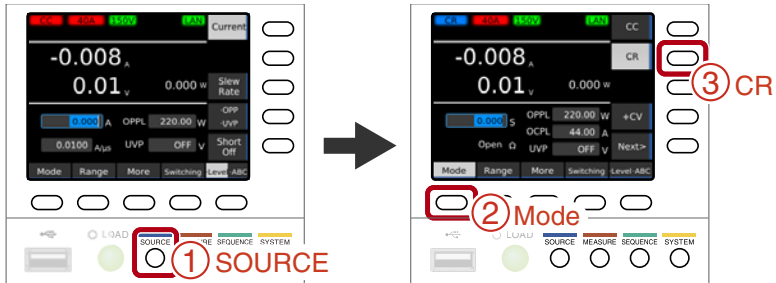 CC 40A 150V LAN Current
-0.008 A
0.01 V 0.000 W Slew
Rate
0.000 A OPPL 220.00 W ·OPP
·UVP
0.0100 A/μs UVP OFF V Short
Off
Mode Range More Switching Level·ABC
LOAD
SOURCE SEQUENCE SYSTEM
1 SOURCE
CR 40A 150V LAN CC
-0.008 A CR
0.01 V 0.000 W
3 CR
0.000 S OPPL 220.00 W +CV
OCPL 44.00 A
Open Ω UVP OFF V Next>
Mode Range More Switching Level·ABC
2 Mode
LOAD
SOURCE MEASURE SEQUENCE SYSTEM